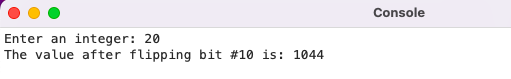 Console
Enter an integer: 20
The value after flipping bit #10 is: 1044